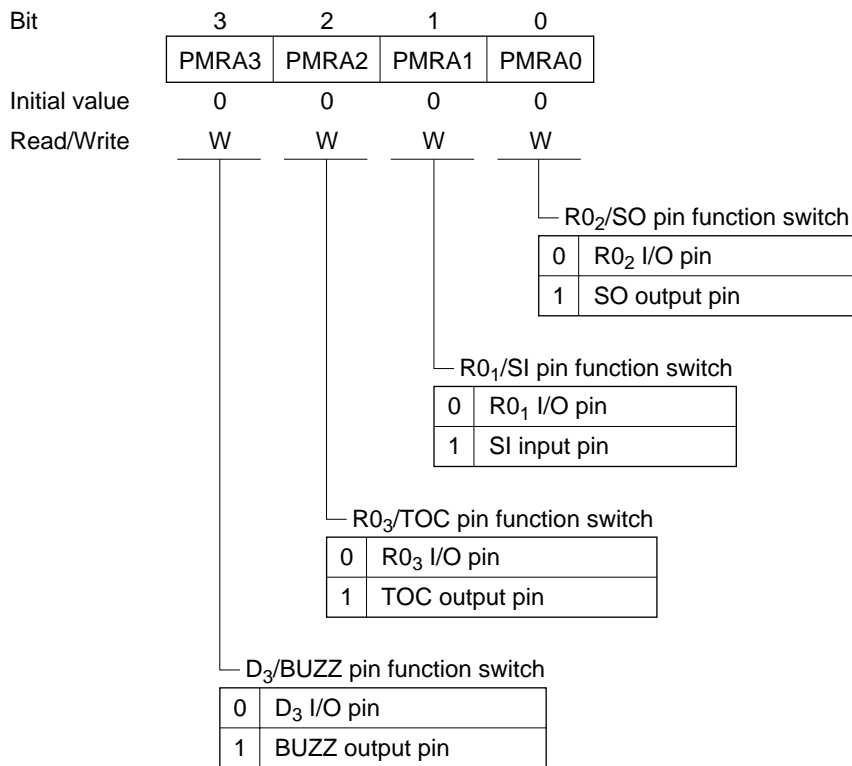 Bit 3 2 1 0
PMRA3 PMRA2 PMRA1 PMRA0
Initial value 0 0 0 0
Read/Write W W W W
R0₂/SO pin function switch
0 R0₂ I/O pin
1 SO output pin
R0₁/SI pin function switch
0 R0₁ I/O pin
1 SI input pin
R0₃/TOC pin function switch
0 R0₃ I/O pin
1 TOC output pin
D₃/BUZZ pin function switch
0 D₃ I/O pin
1 BUZZ output pin